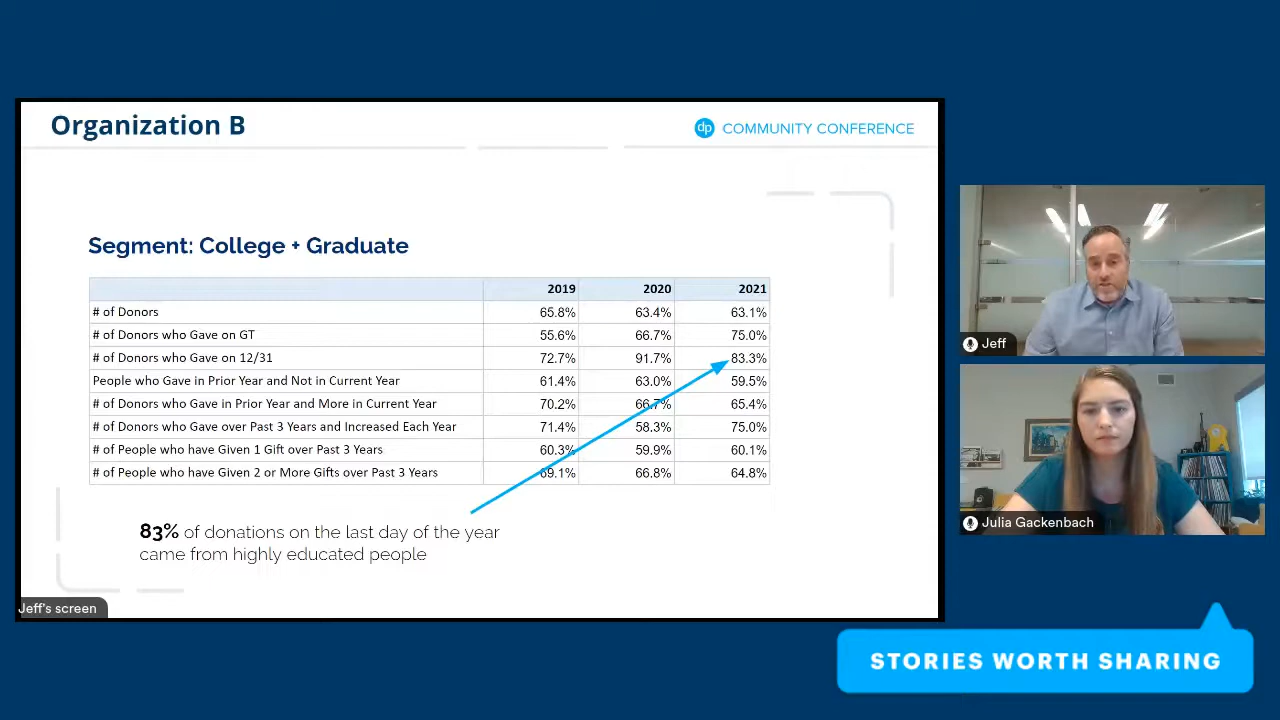 Organization B
dp COMMUNITY CONFERENCE
Segment: College + Graduate
2019 2020 2021
# of Donors 65.8% 63.4% 63.1%
# of Donors who Gave on GT 55.6% 66.7% 75.0%
# of Donors who Gave on 12/31 72.7% 91.7% 83.3%
People who Gave in Prior Year and Not in Current Year 61.4% 63.0% 59.5%
# of Donors who Gave in Prior Year and More in Current Year 70.2% 66.7% 65.4%
# of Donors who Gave over Past 3 Years and Increased Each Year 71.4% 58.3% 75.0%
# of People who have Given 1 Gift over Past 3 Years 60.3% 59.9% 60.1%
# of People who have Given 2 or More Gifts over Past 3 Years 69.1% 66.8% 64.8%
83% of donations on the last day of the year
came from highly educated people
Jeff's screen
Jeff
Julia Gackenbach
STORIES WORTH SHARING